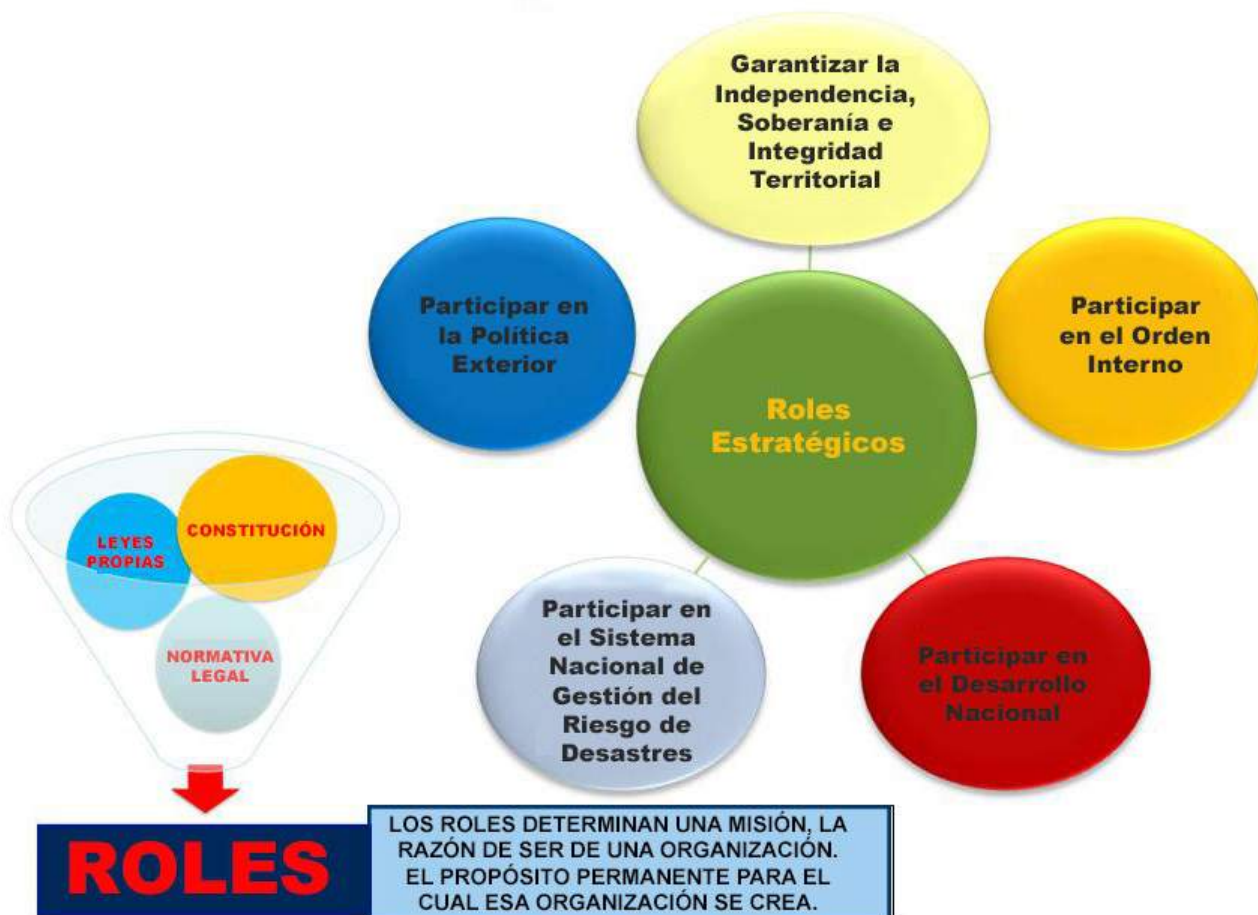 Garantizar la
Independencia,
Soberanía e
Integridad
Territorial
Participar en
la Política
Exterior
Participar
en el Orden
Interno
Roles
Estratégicos
LEYES
PROPIAS
CONSTITUCIÓN
NORMATIVA
LEGAL
Participar en
el Sistema
Nacional de
Gestión del
Riesgo de
Desastres
Participar en
el Desarrollo
Nacional
ROLES
LOS ROLES DETERMINAN UNA MISIÓN, LA
RAZÓN DE SER DE UNA ORGANIZACIÓN.
EL PROPÓSITO PERMANENTE PARA EL
CUAL ESA ORGANIZACIÓN SE CREA.